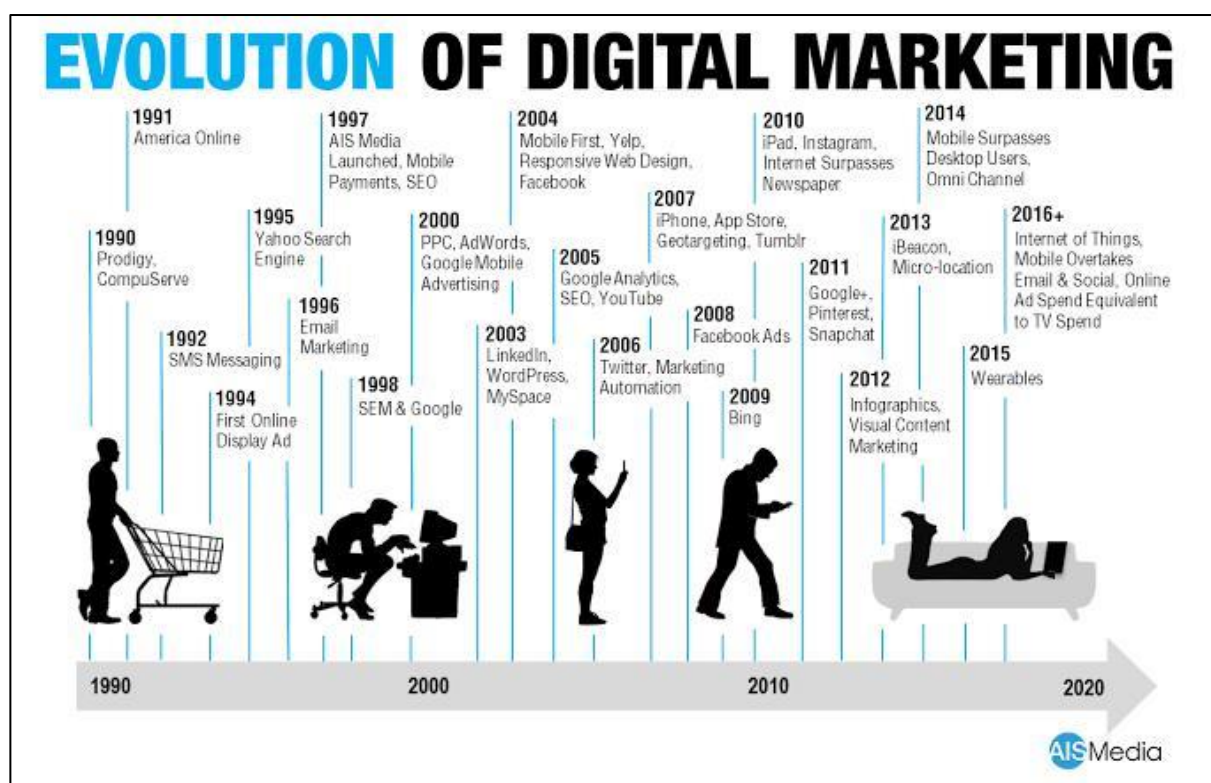 EVOLUTION OF DIGITAL MARKETING
1990
Prodigy,
CompuServe
1991
America Online
1992
SMS Messaging
1994
First Online
Display Ad
1995
Yahoo Search
Engine
1996
Email
Marketing
1997
AIS Media
Launched, Mobile
Payments, SEO
1998
SEM & Google
2000
PPC, AdWords,
Google Mobile
Advertising
2003
LinkedIn,
WordPress,
MySpace
2004
Mobile First, Yelp,
Responsive Web Design,
Facebook
2005
Google Analytics,
SEO, YouTube
2006
Twitter, Marketing
Automation
2007
iPhone, App Store,
Geotargeting, Tumblr
2008
Facebook Ads
2009
Bing
2010
iPad, Instagram,
Internet Surpasses
Newspaper
2011
Google+,
Pinterest,
Snapchat
2012
Infographics,
Visual Content
Marketing
2013
iBeacon,
Micro-location
2014
Mobile Surpasses
Desktop Users,
Omni Channel
2015
Wearables
2016+
Internet of Things,
Mobile Overtakes
Email & Social, Online
Ad Spend Equivalent
to TV Spend
1990
2000
2010
2020
AISMedia